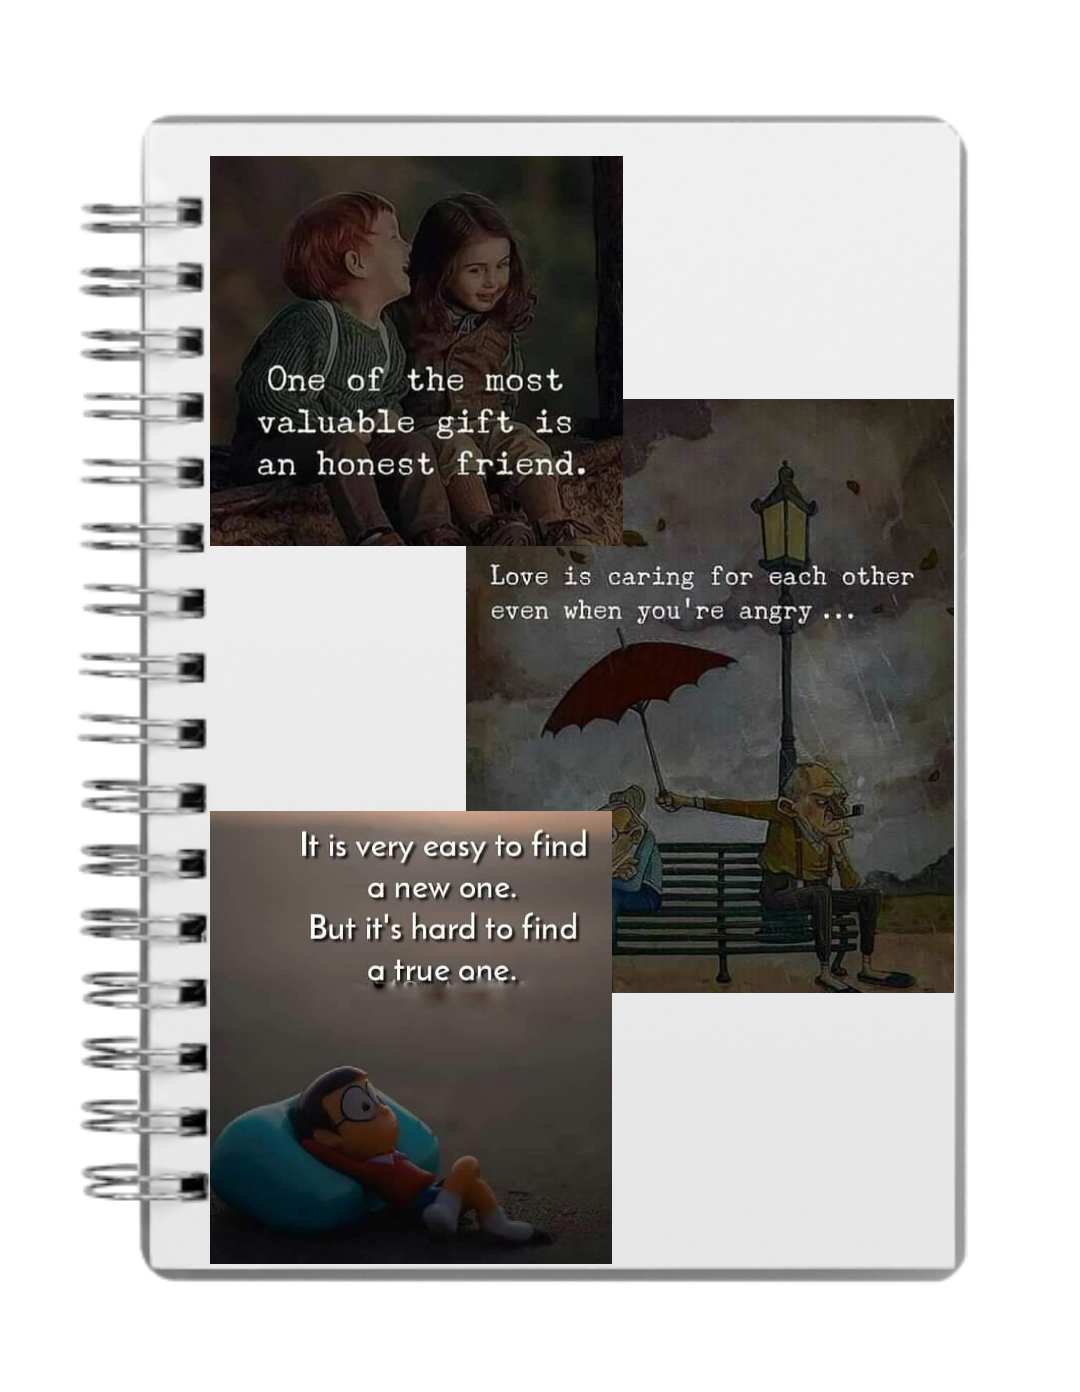 One of the most
valuable gift is
an honest friend.
Love is caring for each other
even when you're angry ...
It is very easy to find
a new one.
But it's hard to find
a true one.